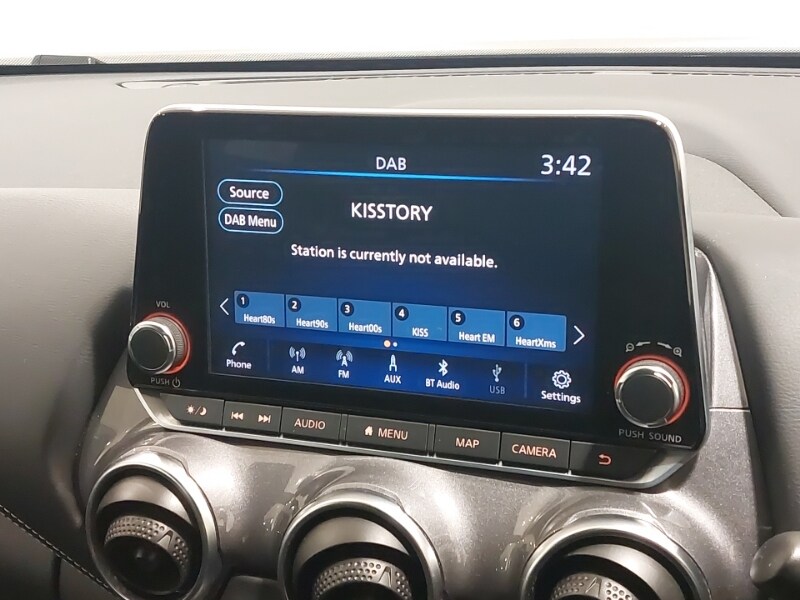 DAB
3:42
Source
DAB Menu
KISSTORY
Station is currently not available.
1 Heart80s
2 Heart90s
3 Heart00s
4 KISS
5 Heart EM
6 HeartXms
Phone
AM
FM
AUX
BT Audio
USB
Settings
VOL
PUSH
PUSH SOUND
AUDIO
MENU
MAP
CAMERA